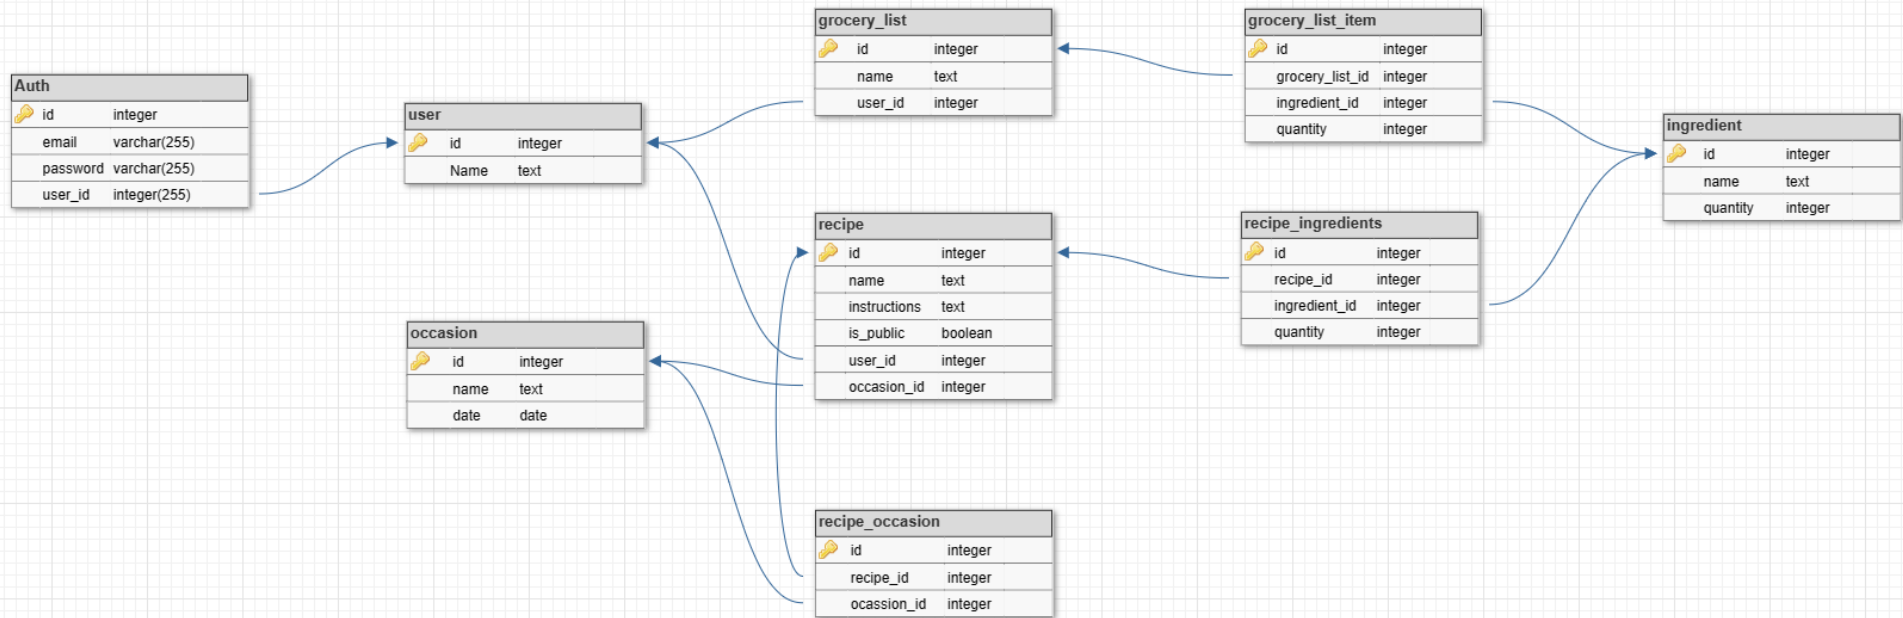 Auth
id integer
email varchar(255)
password varchar(255)
user_id integer(255)
user
id integer
Name text
occasion
id integer
name text
date date
grocery_list
id integer
name text
user_id integer
recipe
id integer
name text
instructions text
is_public boolean
user_id integer
occasion_id integer
recipe_occasion
id integer
recipe_id integer
ocassion_id integer
grocery_list_item
id integer
grocery_list_id integer
ingredient_id integer
quantity integer
recipe_ingredients
id integer
recipe_id integer
ingredient_id integer
quantity integer
ingredient
id integer
name text
quantity integer